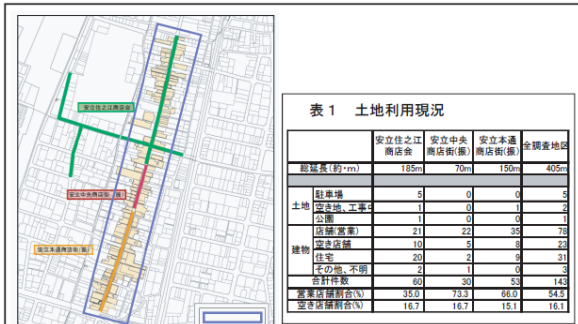 安立住之江商店会
安立中央商店街(振)
安立本通商店街(振)
表1 土地利用現況
安立住之江商店会 安立中央商店街(振) 安立本通商店街(振) 全調査地区
総延長(約・m) 185m 70m 150m 405m
土地 駐車場 5 0 0 5
空き地、工事中 1 0 1 2
公園 1 0 0 1
建物 店舗(営業) 21 22 35 78
空き店舗 10 5 8 23
住宅 20 2 9 31
その他、不明 2 1 0 3
合計件数 60 30 53 143
営業店舗割合(%) 35.0 73.3 66.0 54.5
空き店舗割合(%) 16.7 16.7 15.1 16.1